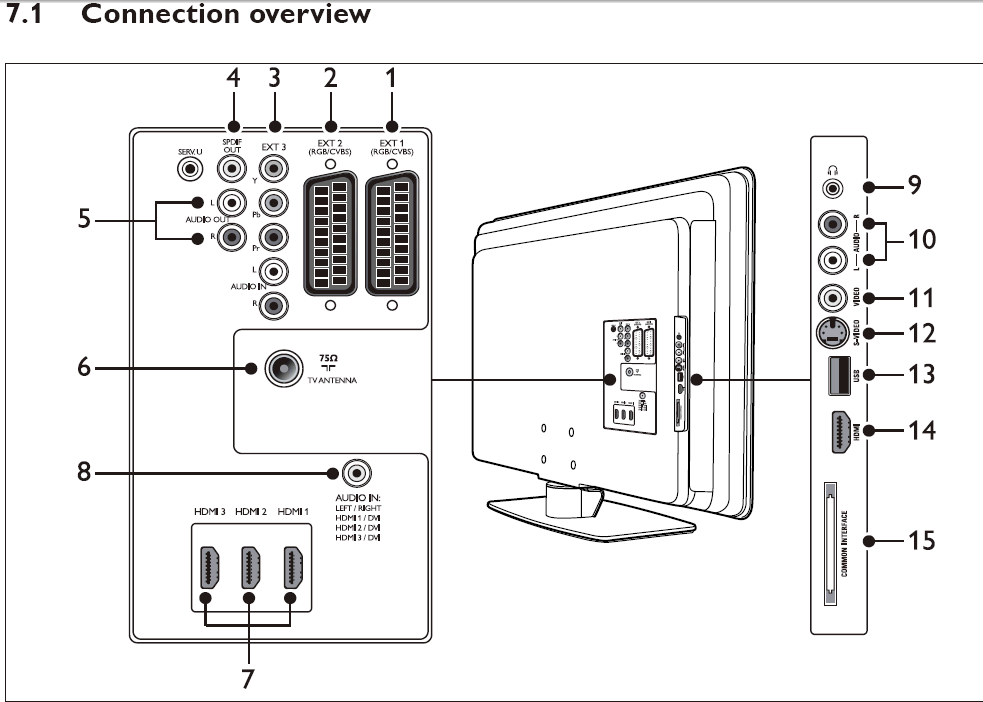 7.1 Connection overview
4 3 2 1
SERV. U
SPDIF
OUT
EXT 3
EXT 2
(RGB/CVBS)
EXT 1
(RGB/CVBS)
Y
5
L
AUDIO OUT
R
Pb
Pr
L
AUDIO IN
R
6
75Ω
TV ANTENNA
8
AUDIO IN:
LEFT / RIGHT
HDMI 1 / DVI
HDMI 2 / DVI
HDMI 3 / DVI
HDMI 3 HDMI 2 HDMI 1
7
9
L AUDIO R
10
VIDEO
11
S-VIDEO
12
USB
13
HDMI
14
COMMON INTERFACE
15